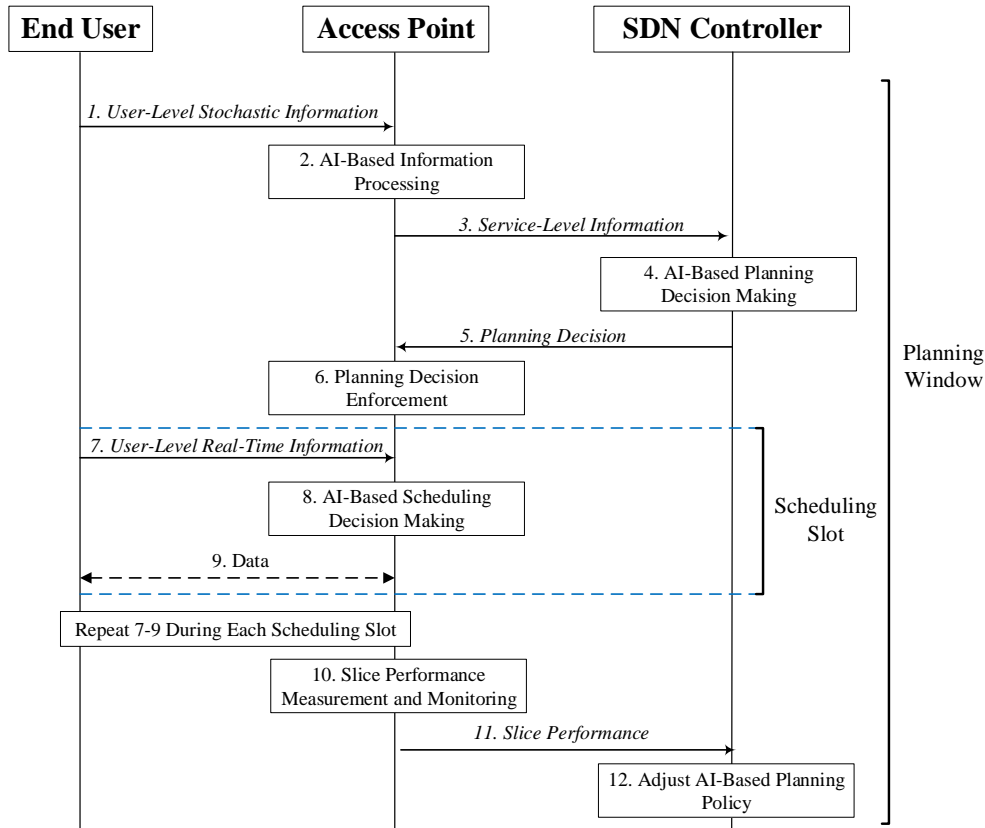 End User
Access Point
SDN Controller
1. User-Level Stochastic Information
2. AI-Based Information
Processing
3. Service-Level Information
4. AI-Based Planning
Decision Making
5. Planning Decision
Planning
Window
6. Planning Decision
Enforcement
7. User-Level Real-Time Information
8. AI-Based Scheduling
Decision Making
Scheduling
Slot
9. Data
Repeat 7-9 During Each Scheduling Slot
10. Slice Performance
Measurement and Monitoring
11. Slice Performance
12. Adjust AI-Based Planning
Policy